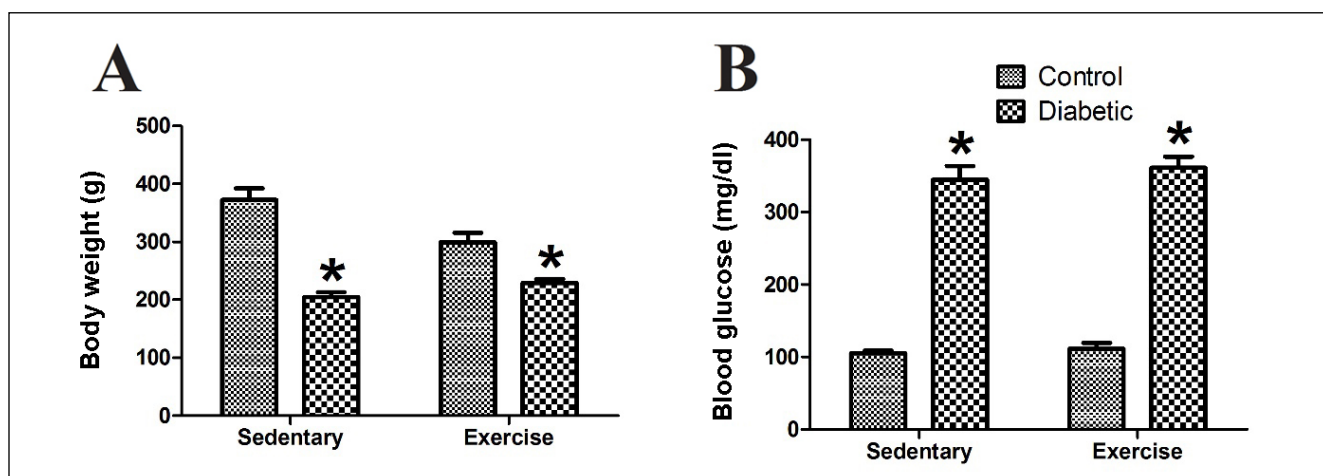 A
Body weight (g)
500
400
300
200
100
0
*
*
Sedentary Exercise
B
Control
Diabetic
Blood glucose (mg/dl)
400
300
200
100
0
*
*
Sedentary Exercise